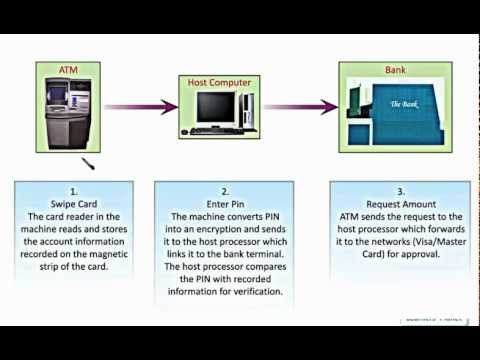 ATM
Host Computer
Bank
The Bank
1.
Swipe Card
The card reader in the
machine reads and stores
the account information
recorded on the magnetic
strip of the card.
2.
Enter Pin
The machine converts PIN
into an encryption and sends
it to the host processor which
links it to the bank terminal.
The host processor compares
the PIN with recorded
information for verification.
3.
Request Amount
ATM sends the request to the
host processor which forwards
it to the networks (Visa/Master
Card) for approval.